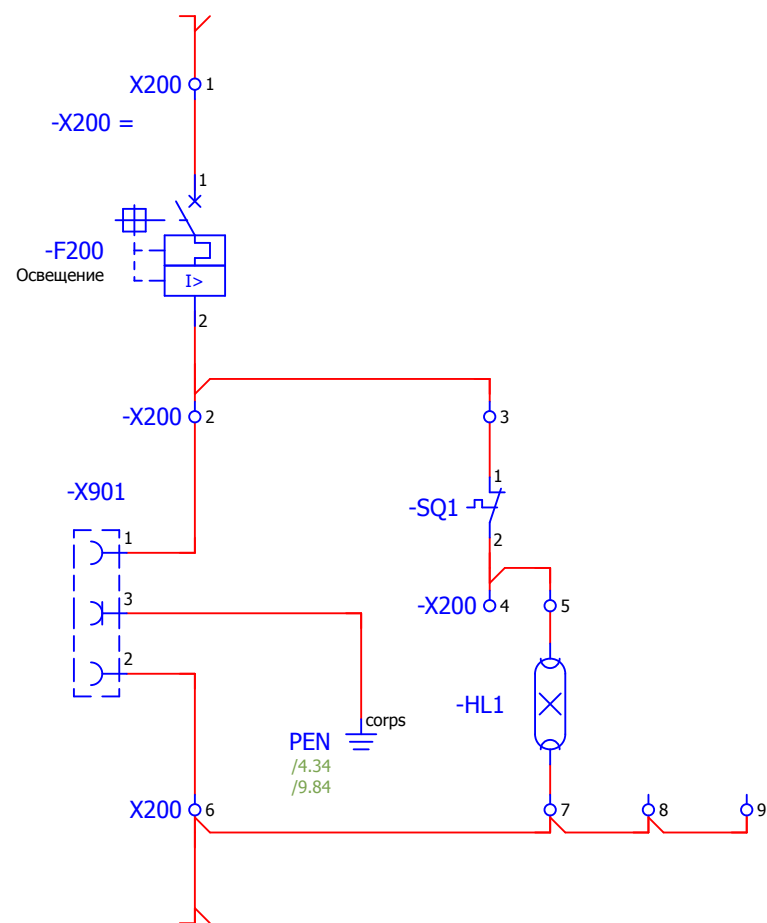 X200 1
-X200 =
1
-F200
Освещение
I>
2
-X200 2
3
-X901
1
-SQ1
1
2
3
-X200 4
5
2
-HL1
corps
PEN
/4.34
/9.84
X200 6
7
8
9